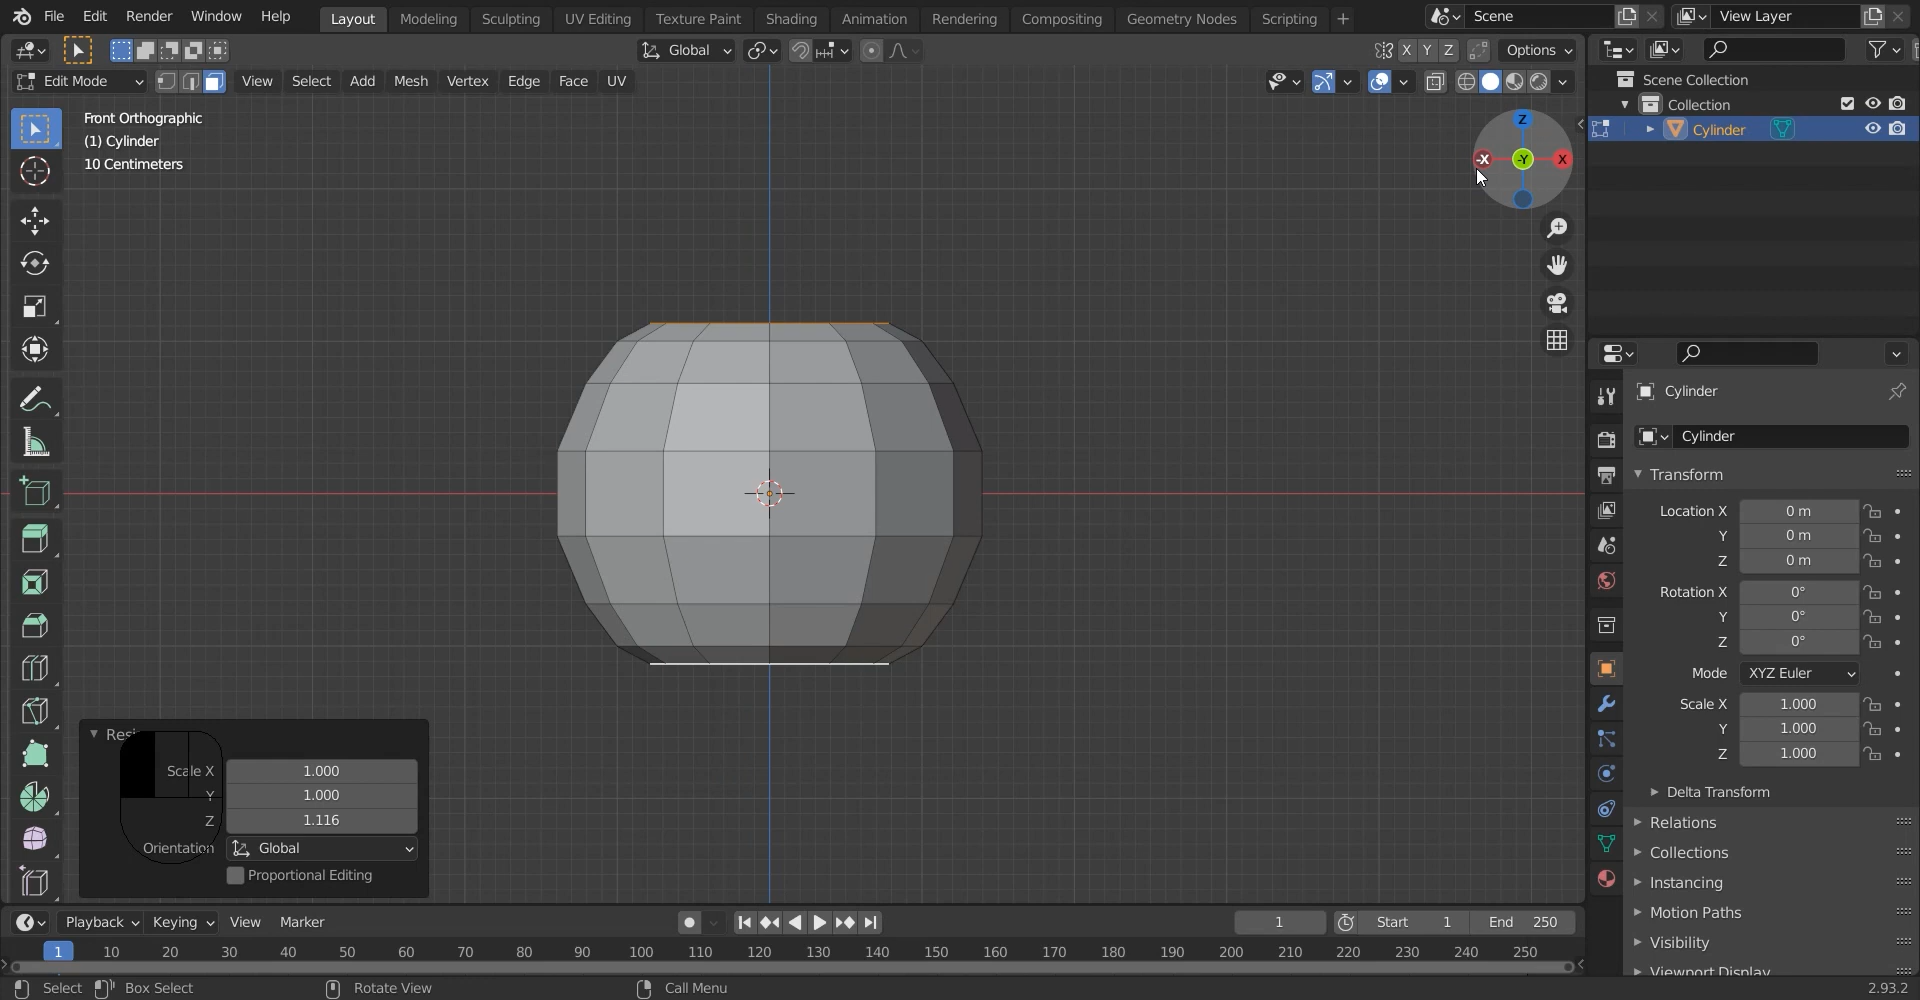 File Edit Render Window Help Layout Modeling Sculpting UV Editing Texture Paint Shading Animation Rendering Compositing Geometry Nodes Scripting + Scene View Layer
Global X Y Z Options
Edit Mode View Select Add Mesh Vertex Edge Face UV
Scene Collection
Collection
Cylinder
Front Orthographic
(1) Cylinder
10 Centimeters
Z
-X -Y X
Cylinder
Cylinder
Transform
Location X 0 m
Y 0 m
Z 0 m
Rotation X 0°
Y 0°
Z 0°
Mode XYZ Euler
Scale X 1.000
Y 1.000
Z 1.000
Delta Transform
Relations
Collections
Instancing
Motion Paths
Visibility
Viewport Display
Scale X 1.000
Y 1.000
Z 1.116
Orientation Global
Proportional Editing
Playback Keying View Marker 1 Start 1 End 250
1 10 20 30 40 50 60 70 80 90 100 110 120 130 140 150 160 170 180 190 200 210 220 230 240 250
Select Box Select Rotate View Call Menu 2.93.2